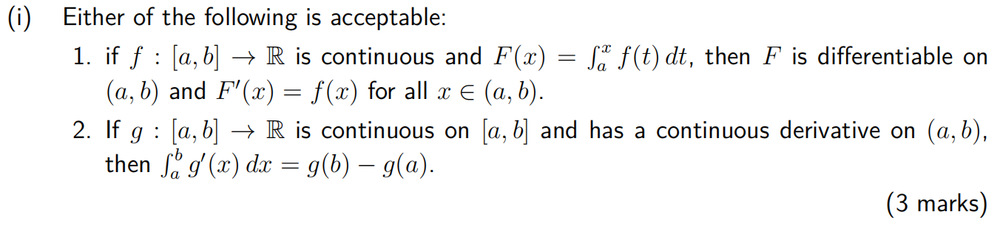 (i) Either of the following is acceptable:
1. if $f : [a, b] \to \mathbb{R}$ is continuous and $F(x) = \int_a^x f(t)\,dt$, then $F$ is differentiable on
$(a, b)$ and $F'(x) = f(x)$ for all $x \in (a, b)$.
2. If $g : [a, b] \to \mathbb{R}$ is continuous on $[a, b]$ and has a continuous derivative on $(a, b)$,
then $\int_a^b g'(x)\,dx = g(b) - g(a)$.
(3 marks)